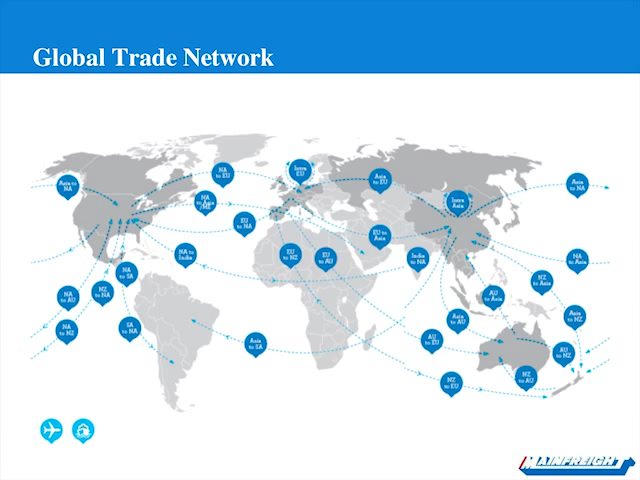 Global Trade Network
Asia to
NA
NA
to EU
Intra
EU
Asia
to EU
Intra
Asia
Asia to
NA
NA
to Asia
/ME
EU
to NA
EU to
Asia
NA to
India
EU
to NZ
EU
to AU
India
to NA
NA
to Asia
NA
to SA
NZ
to Asia
NA
to AU
NZ
to NA
AU
to Asia
NA
to NZ
SA
to NA
Asia
to AU
Asia
to NZ
Asia
to SA
AU
to EU
AU
to NZ
NZ
to EU
NZ
to AU
MAINFREIGHT